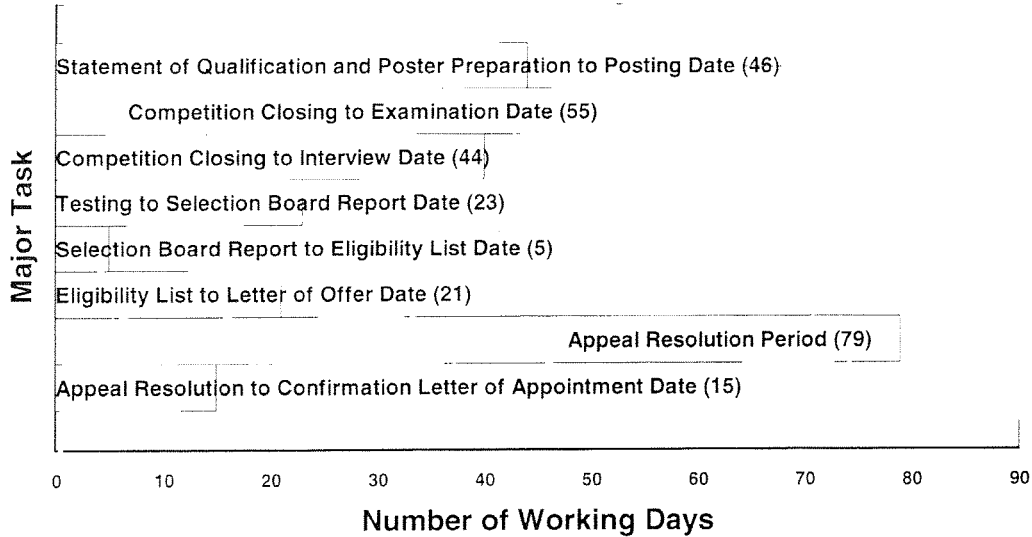 Statement of Qualification and Poster Preparation to Posting Date (46)
Competition Closing to Examination Date (55)
Competition Closing to Interview Date (44)
Testing to Selection Board Report Date (23)
Selection Board Report to Eligibility List Date (5)
Eligibility List to Letter of Offer Date (21)
Appeal Resolution Period (79)
Appeal Resolution to Confirmation Letter of Appointment Date (15)
Major Task
0 10 20 30 40 50 60 70 80 90
Number of Working Days